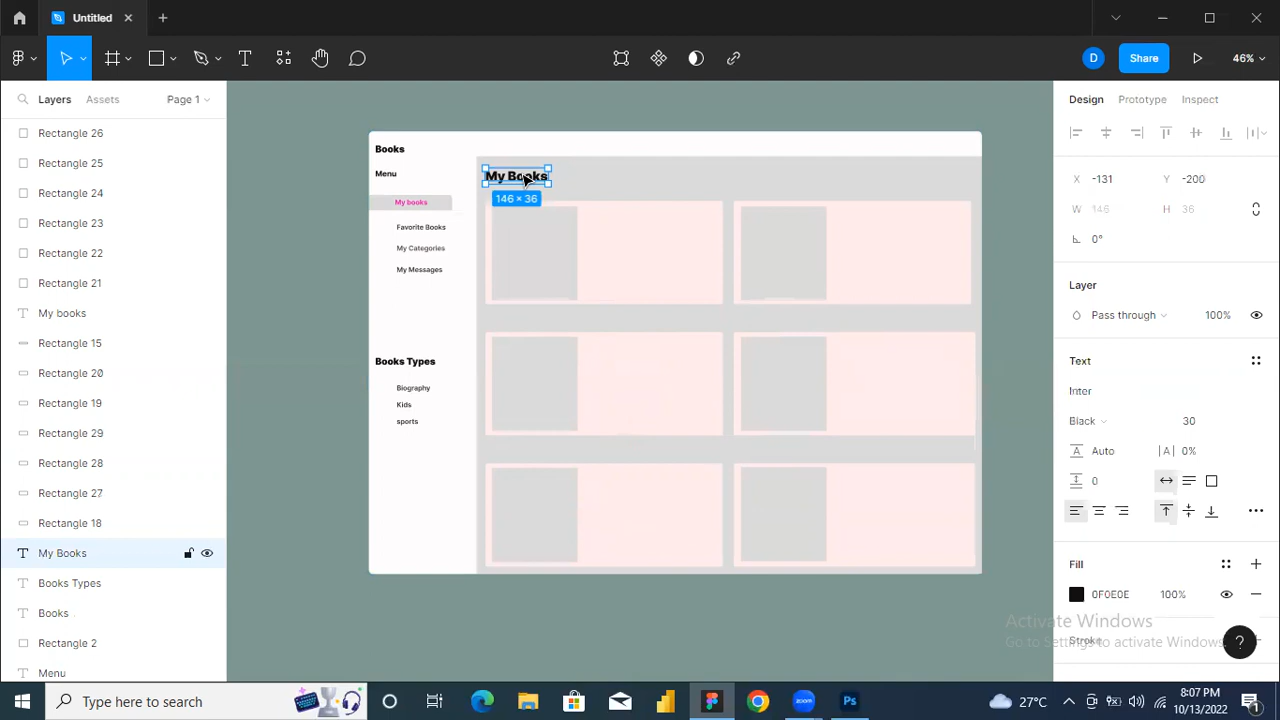 Untitled
D
Share
46%
Layers
Assets
Page 1
Design
Prototype
Inspect
Rectangle 26
Rectangle 25
Rectangle 24
Rectangle 23
Rectangle 22
Rectangle 21
My books
Rectangle 15
Rectangle 20
Rectangle 19
Rectangle 29
Rectangle 28
Rectangle 27
Rectangle 18
My Books
Books Types
Books
Rectangle 2
Menu
Books
Menu
My books
Favorite Books
My Categories
My Messages
Books Types
Biography
Kids
sports
My Books
146 × 36
X -131 Y -200
W 146 H 36
0°
Layer
Pass through 100%
Text
Inter
Black 30
A Auto |A| 0%
0
Fill
0F0E0E 100%
Stroke
Activate Windows
Go to Settings to activate Windows.
?
Type here to search
27°C
8:07 PM
10/13/2022
1